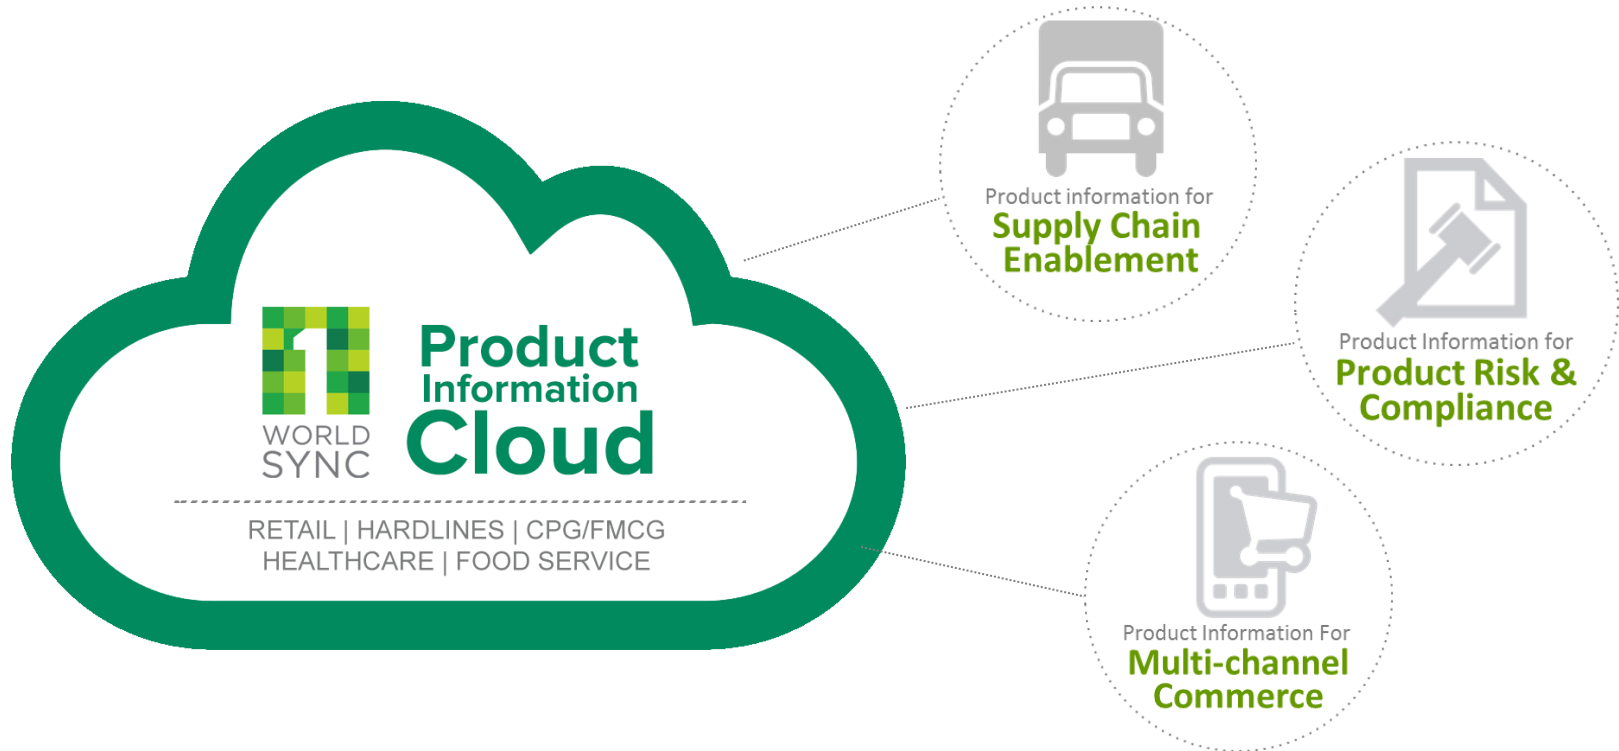 1
WORLD
SYNC
Product
Information
Cloud
RETAIL | HARDLINES | CPG/FMCG
HEALTHCARE | FOOD SERVICE
Product information for
Supply Chain
Enablement
Product Information for
Product Risk &
Compliance
Product Information For
Multi-channel
Commerce